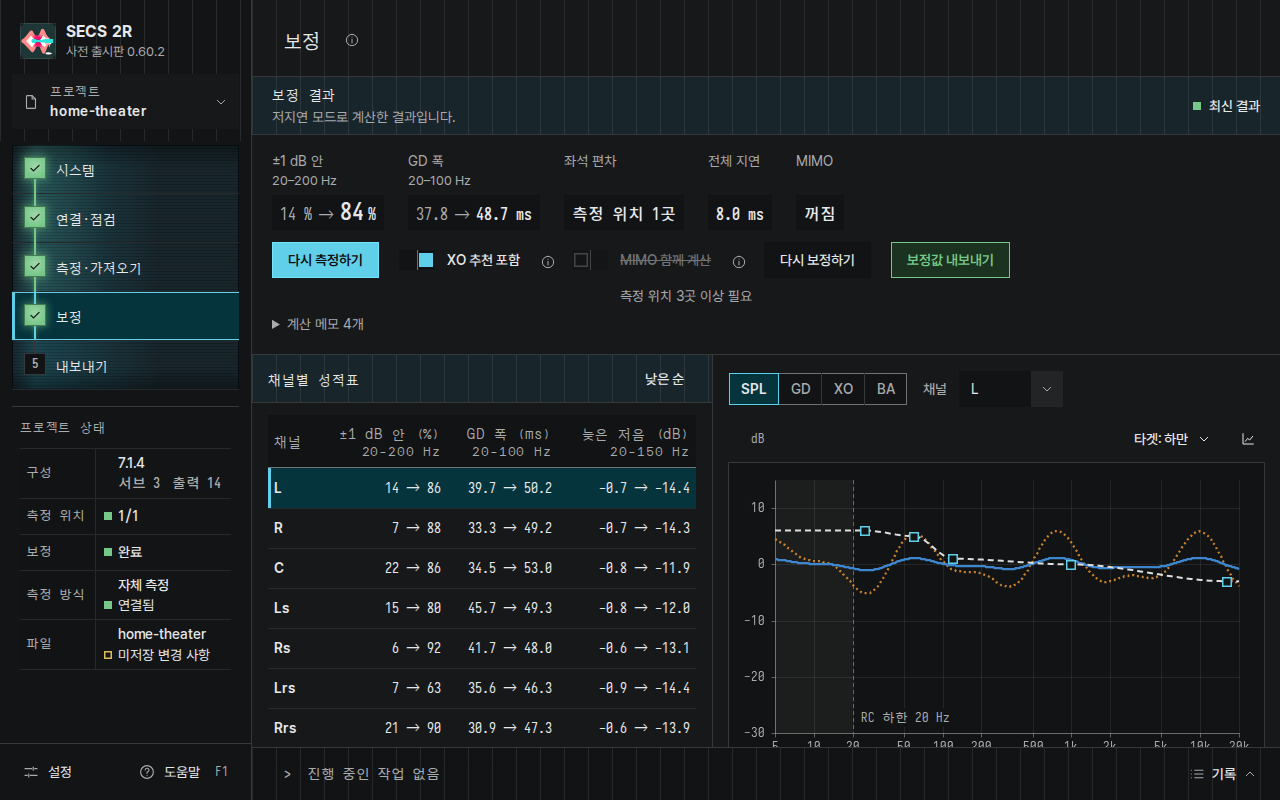 SECS 2R
사전 출시판 0.60.2
프로젝트
home-theater
시스템
연결·점검
측정·가져오기
보정
5 내보내기
프로젝트 상태
구성 7.1.4
서브 3 출력 14
측정 위치 1/1
보정 완료
측정 방식 자체 측정
연결됨
파일 home-theater
미저장 변경 사항
설정 도움말 F1
보정
보정 결과
저지연 모드로 계산한 결과입니다.
최신 결과
±1 dB 안 GD 폭 좌석 편차 전체 지연 MIMO
20–200 Hz 20–100 Hz
14 % → 84 % 37.8 → 48.7 ms 측정 위치 1곳 8.0 ms 꺼짐
다시 측정하기 XO 추천 포함 MIMO 함께 계산 다시 보정하기 보정값 내보내기
측정 위치 3곳 이상 필요
▶ 계산 메모 4개
채널별 성적표 낮은 순
채널 ±1 dB 안 (%) GD 폭 (ms) 늦은 저음 (dB)
20-200 Hz 20-100 Hz 20-150 Hz
L 14 → 86 39.7 → 50.2 -0.7 → -14.4
R 7 → 88 33.3 → 49.2 -0.7 → -14.3
C 22 → 86 34.5 → 53.0 -0.8 → -11.9
Ls 15 → 80 45.7 → 49.3 -0.8 → -12.0
Rs 6 → 92 41.7 → 48.0 -0.6 → -13.1
Lrs 7 → 63 35.6 → 46.3 -0.9 → -14.4
Rrs 21 → 90 30.9 → 47.3 -0.6 → -13.9
SPL GD XO BA 채널 L
dB 타겟: 하만
10
0
-10
-20
-30
RC 하한 20 Hz
5 10 20 50 100 200 500 1k 2k 5k 10k 20k
> 진행 중인 작업 없음
기록